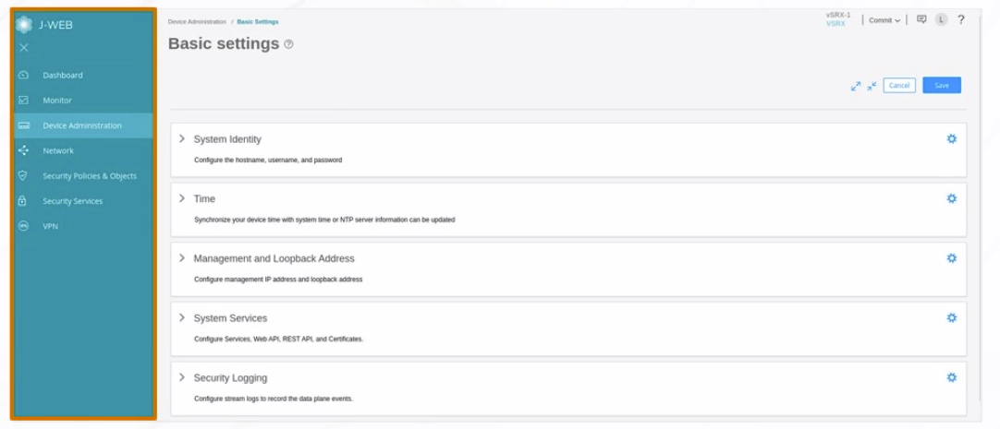 J-WEB
Dashboard
Monitor
Device Administration
Network
Security Policies & Objects
Security Services
VPN
Device Administration / Basic Settings
vSRX-1
VSRX
Commit
L
?
Basic settings ?
Cancel
Save
System Identity
Configure the hostname, username, and password
Time
Synchronize your device time with system time or NTP server information can be updated
Management and Loopback Address
Configure management IP address and loopback address
System Services
Configure Services, Web API, REST API, and Certificates.
Security Logging
Configure stream logs to record the data plane events.